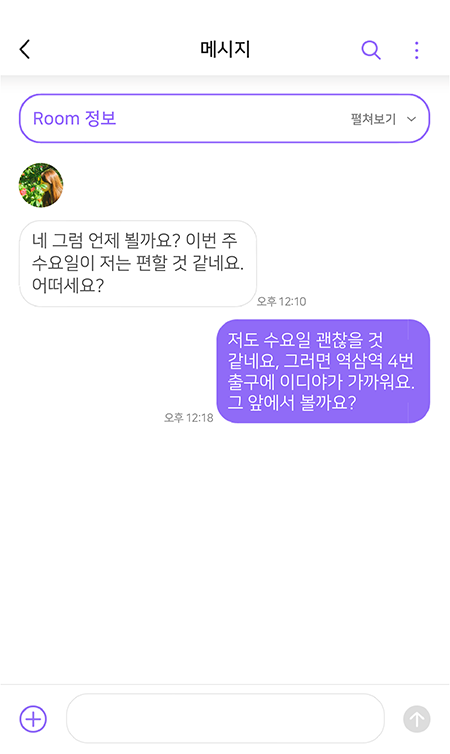 메시지
Room 정보
펼쳐보기
네 그럼 언제 뵐까요? 이번 주
수요일이 저는 편할 것 같네요.
어떠세요?
오후 12:10
저도 수요일 괜찮을 것
같네요, 그러면 역삼역 4번
출구에 이디야가 가까워요.
그 앞에서 볼까요?
오후 12:18